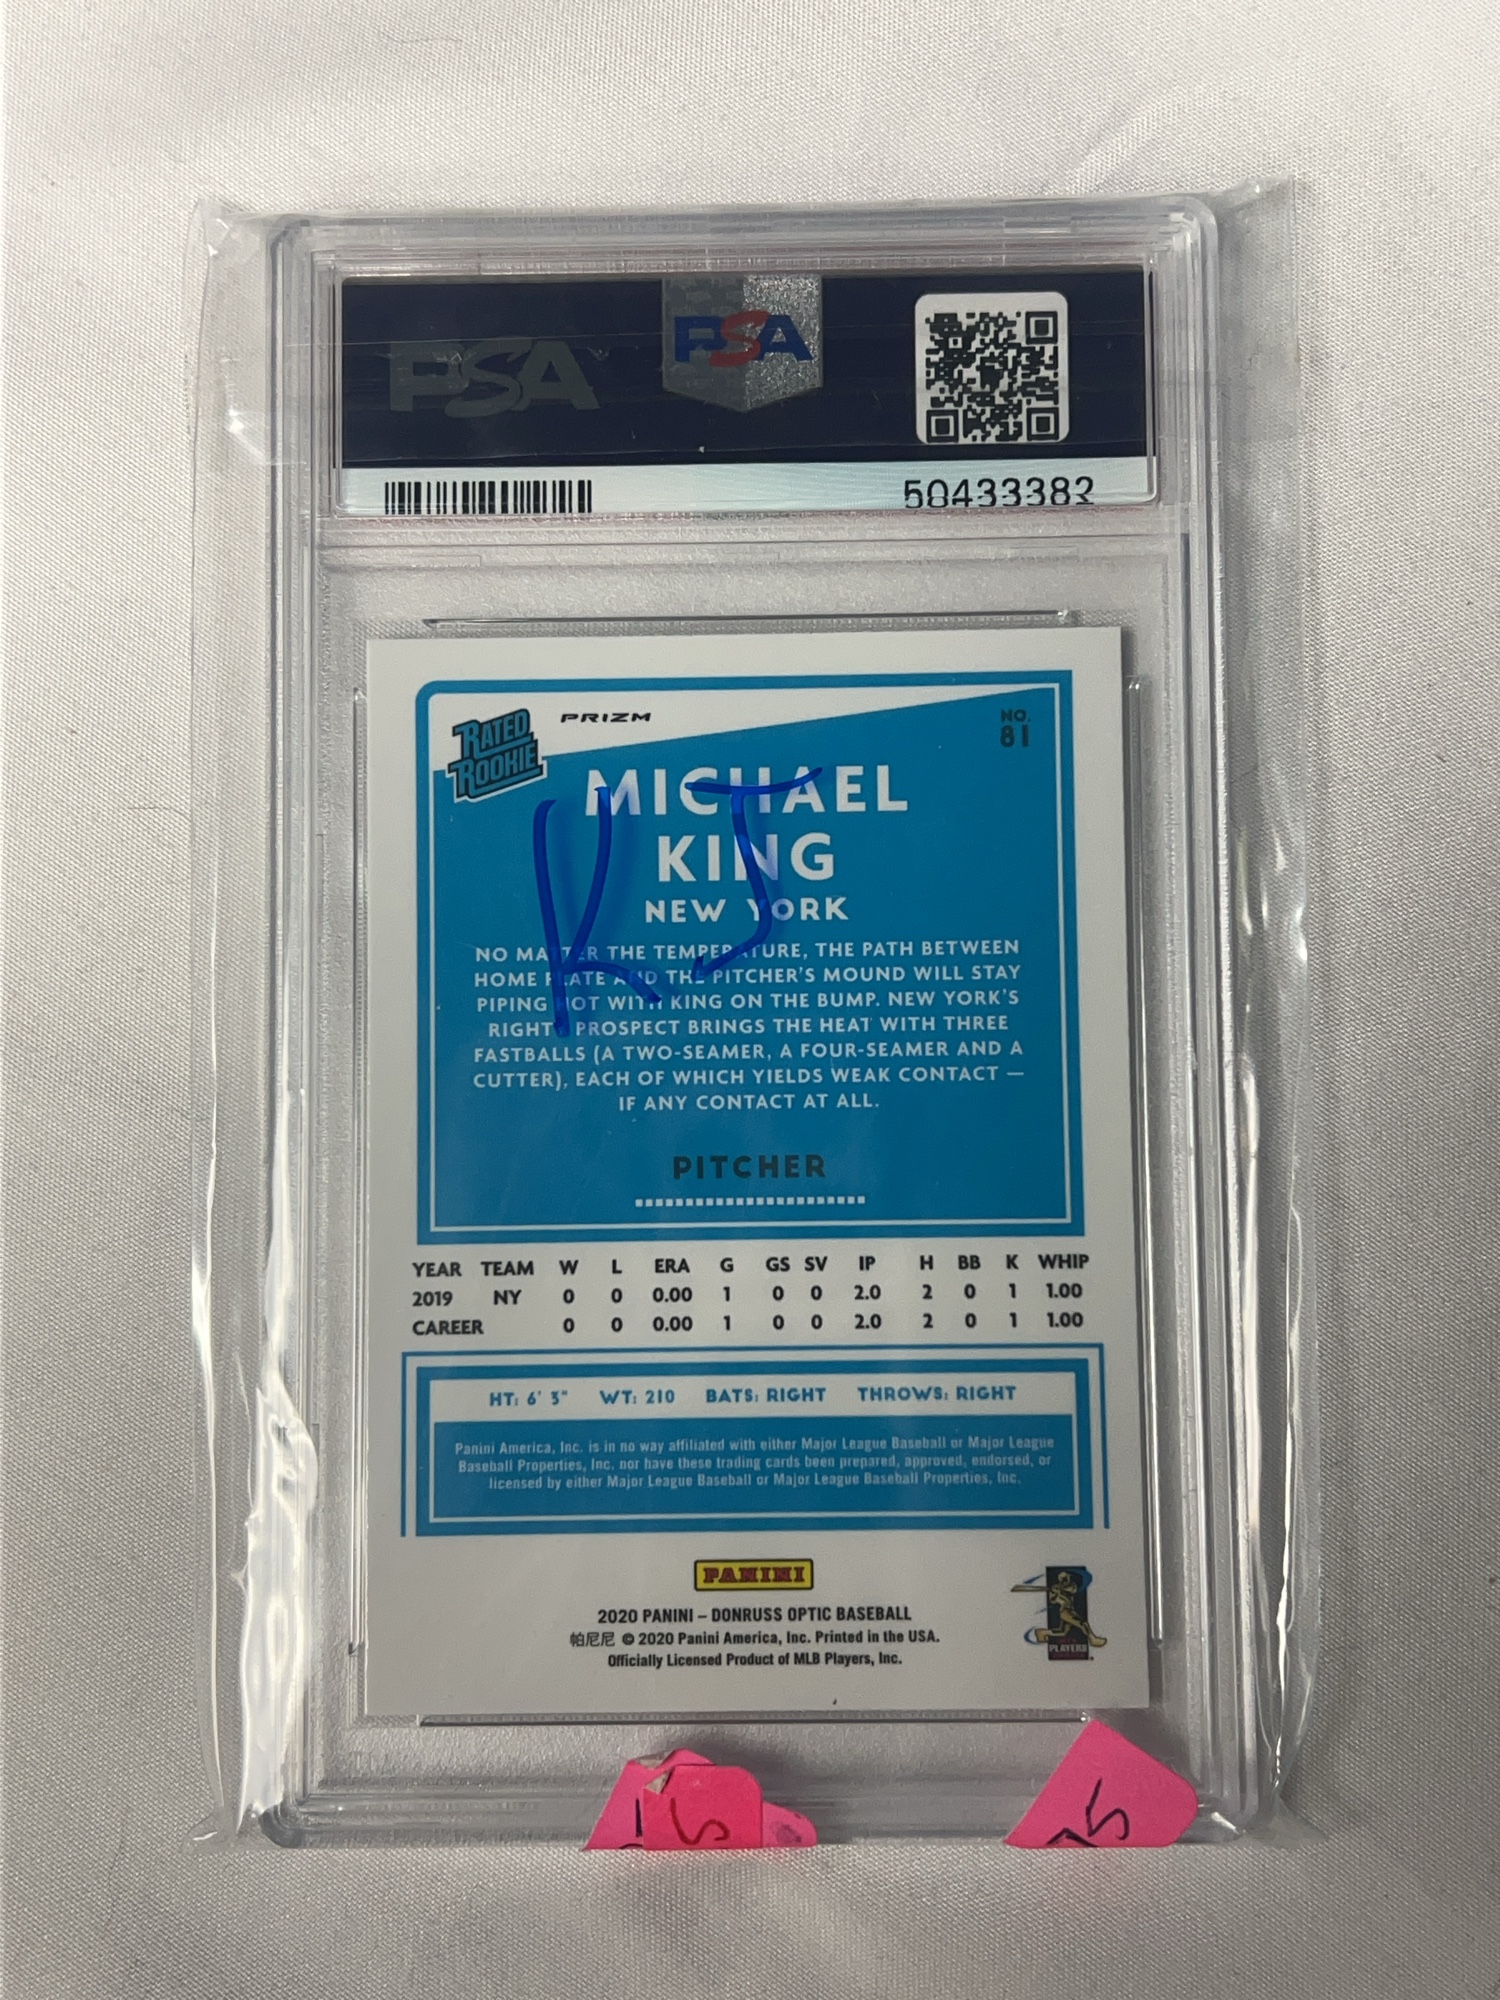 PSA
PSA
50433382
RATED
ROOKIE
PRIZM
NO.
81
MICHAEL
KING
NEW YORK
KJ
NO MATTER THE TEMPERATURE, THE PATH BETWEEN
HOME PLATE AND THE PITCHER'S MOUND WILL STAY
PIPING HOT WITH KING ON THE BUMP. NEW YORK'S
RIGHTY PROSPECT BRINGS THE HEAT WITH THREE
FASTBALLS (A TWO-SEAMER, A FOUR-SEAMER AND A
CUTTER), EACH OF WHICH YIELDS WEAK CONTACT —
IF ANY CONTACT AT ALL.
PITCHER
YEAR TEAM W L ERA G GS SV IP H BB K WHIP
2019 NY 0 0 0.00 1 0 0 2.0 2 0 1 1.00
CAREER 0 0 0.00 1 0 0 2.0 2 0 1 1.00
HT: 6' 3" WT: 210 BATS: RIGHT THROWS: RIGHT
Panini America, Inc. is in no way affiliated with either Major League Baseball or Major League
Baseball Properties, Inc. nor have these trading cards been prepared, approved, endorsed, or
licensed by either Major League Baseball or Major League Baseball Properties, Inc.
PANINI
2020 PANINI – DONRUSS OPTIC BASEBALL
帕尼尼 © 2020 Panini America, Inc. Printed in the USA.
Officially Licensed Product of MLB Players, Inc.
PLAYERS